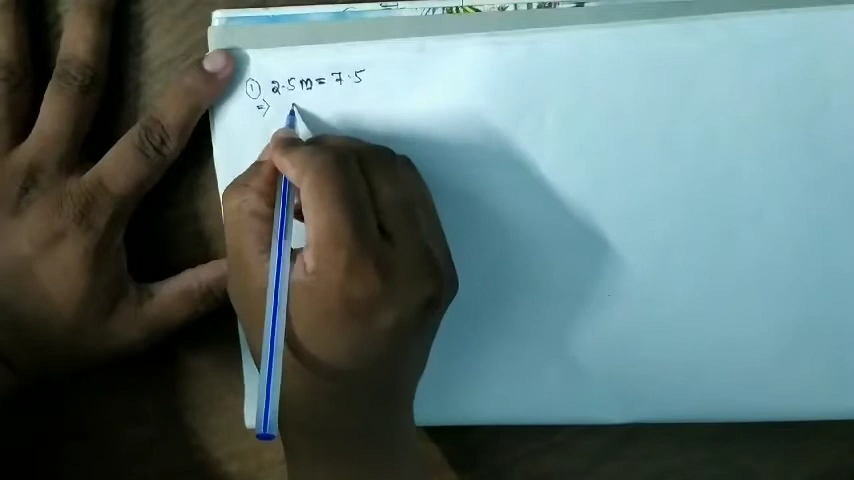 ① 2.5m = 7.5
⇒